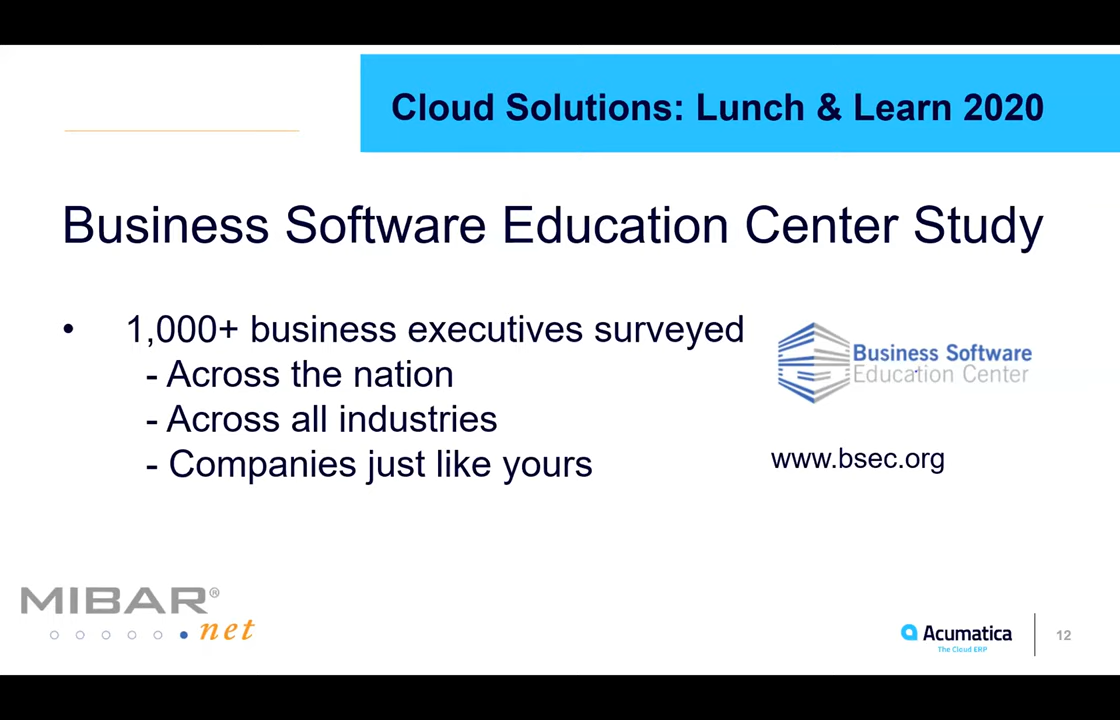 Cloud Solutions: Lunch & Learn 2020
Business Software Education Center Study
• 1,000+ business executives surveyed
- Across the nation
- Across all industries
- Companies just like yours
Business Software
Education Center
www.bsec.org
MIBAR®
net
Acumatica
The Cloud ERP
12